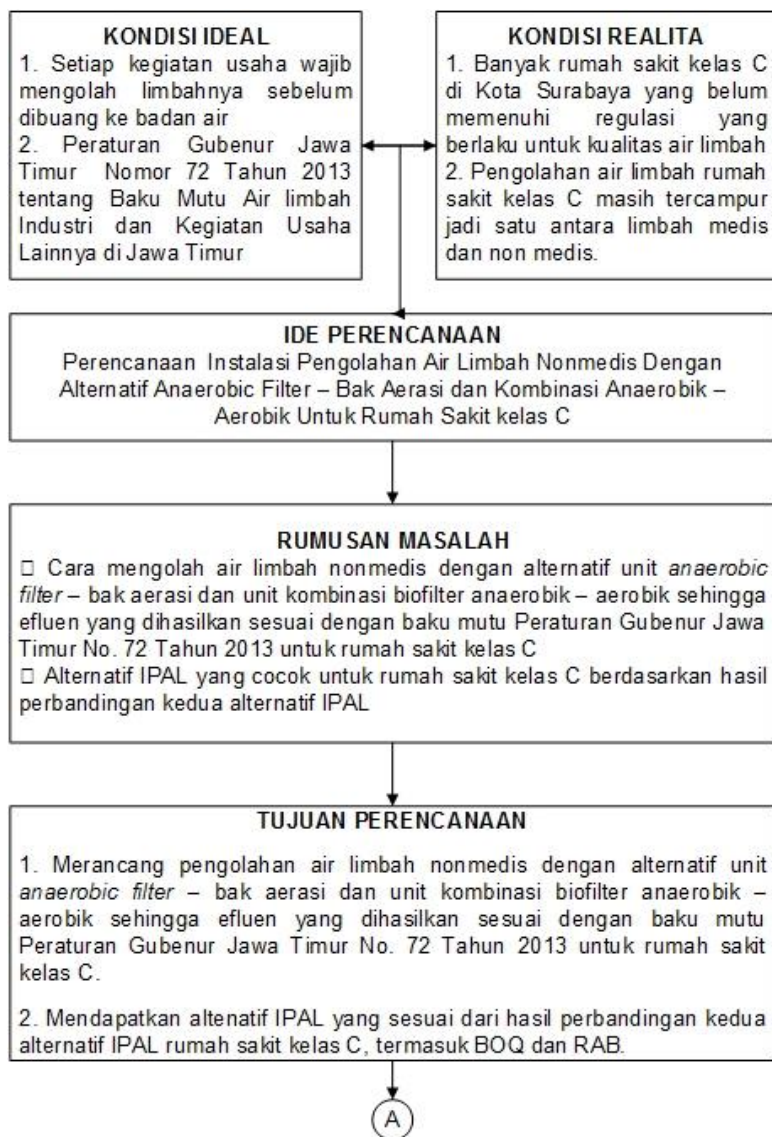 KONDISI IDEAL
1. Setiap kegiatan usaha wajib
mengolah limbahnya sebelum
dibuang ke badan air
2. Peraturan Gubenur Jawa
Timur Nomor 72 Tahun 2013
tentang Baku Mutu Air limbah
Industri dan Kegiatan Usaha
Lainnya di Jawa Timur
KONDISI REALITA
1. Banyak rumah sakit kelas C
di Kota Surabaya yang belum
memenuhi regulasi yang
berlaku untuk kualitas air limbah
2. Pengolahan air limbah rumah
sakit kelas C masih tercampur
jadi satu antara limbah medis
dan non medis.
IDE PERENCANAAN
Perencanaan Instalasi Pengolahan Air Limbah Nonmedis Dengan
Alternatif Anaerobic Filter – Bak Aerasi dan Kombinasi Anaerobik –
Aerobik Untuk Rumah Sakit kelas C
RUMUSAN MASALAH
□ Cara mengolah air limbah nonmedis dengan alternatif unit anaerobic
filter – bak aerasi dan unit kombinasi biofilter anaerobik – aerobik sehingga
efluen yang dihasilkan sesuai dengan baku mutu Peraturan Gubenur Jawa
Timur No. 72 Tahun 2013 untuk rumah sakit kelas C
□ Alternatif IPAL yang cocok untuk rumah sakit kelas C berdasarkan hasil
perbandingan kedua alternatif IPAL
TUJUAN PERENCANAAN
1. Merancang pengolahan air limbah nonmedis dengan alternatif unit
anaerobic filter – bak aerasi dan unit kombinasi biofilter anaerobik –
aerobik sehingga efluen yang dihasilkan sesuai dengan baku mutu
Peraturan Gubenur Jawa Timur No. 72 Tahun 2013 untuk rumah sakit
kelas C.
2. Mendapatkan altenatif IPAL yang sesuai dari hasil perbandingan kedua
alternatif IPAL rumah sakit kelas C, termasuk BOQ dan RAB.
A